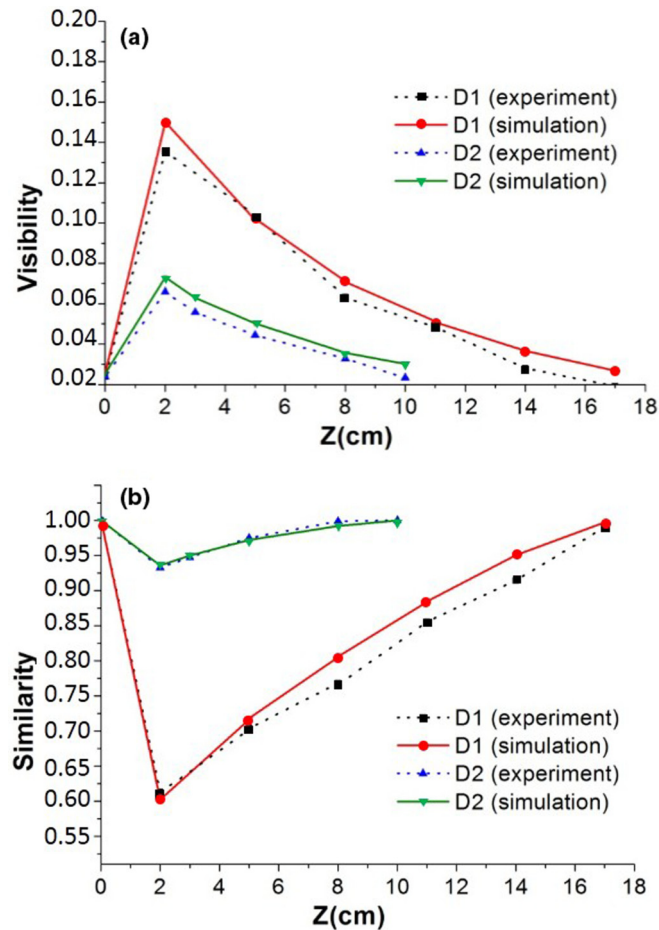 (a)
0.20
0.18
0.16
0.14
0.12
0.10
0.08
0.06
0.04
0.02
Visibility
D1 (experiment)
D1 (simulation)
D2 (experiment)
D2 (simulation)
0 2 4 6 8 10 12 14 16 18
Z(cm)
(b)
1.00
0.95
0.90
0.85
0.80
0.75
0.70
0.65
0.60
0.55
Similarity
D1 (experiment)
D1 (simulation)
D2 (experiment)
D2 (simulation)
0 2 4 6 8 10 12 14 16 18
Z(cm)